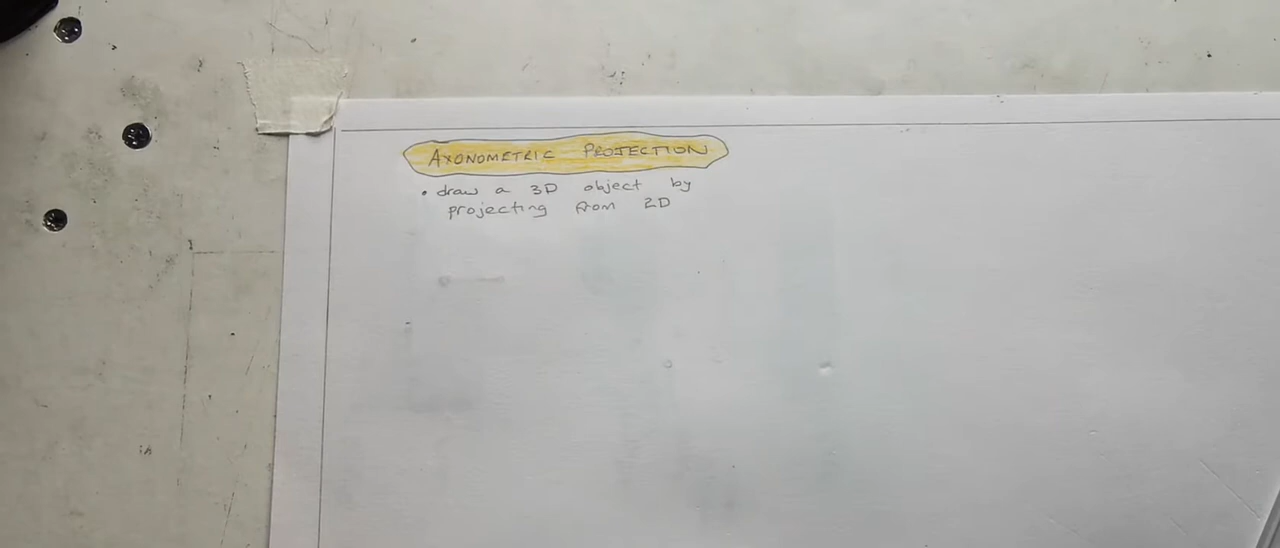 AXONOMETRIC PROJECTION
• draw a 3D object by
projecting from 2D